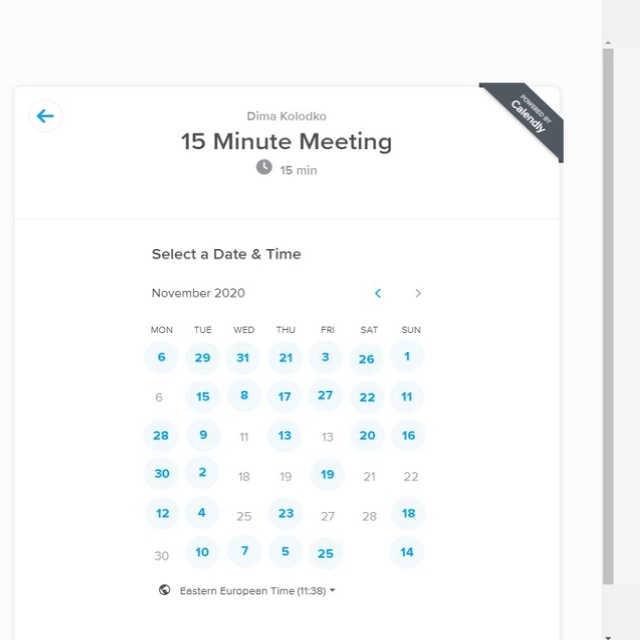 POWERED BY
Calendly
Dima Kolodko
15 Minute Meeting
15 min
Select a Date & Time
November 2020
MON TUE WED THU FRI SAT SUN
6 29 31 21 3 26 1
6 15 8 17 27 22 11
28 9 11 13 13 20 16
30 2 18 19 19 21 22
12 4 25 23 27 28 18
30 10 7 5 25 14
Eastern European Time (11:38)